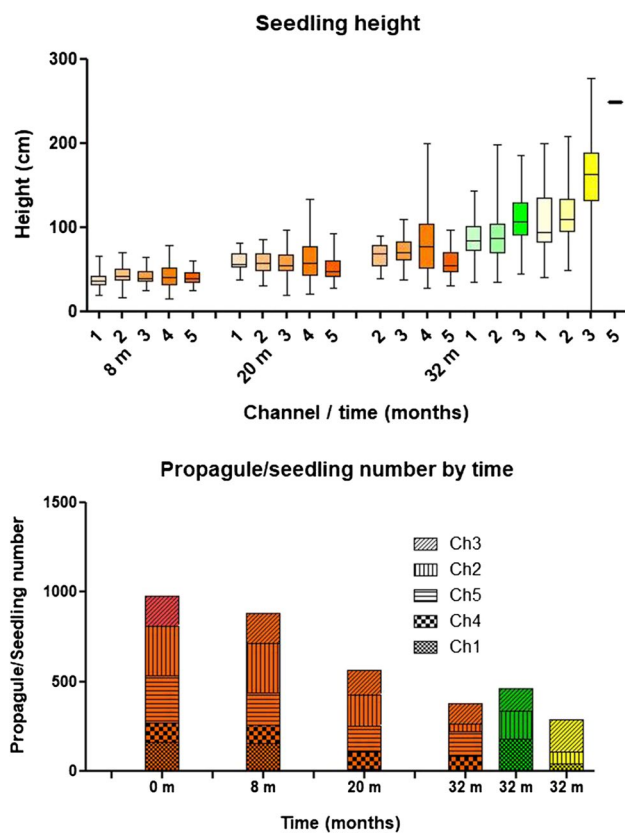 Seedling height
Height (cm)
300
200
100
0
1 2 3 4 5 1 2 3 4 5 2 3 4 5 1 2 3 1 2 3 5
8 m 20 m 32 m
Channel / time (months)
Propagule/seedling number by time
Propagule/Seedling number
1500
1000
500
0
Ch3
Ch2
Ch5
Ch4
Ch1
0 m 8 m 20 m 32 m 32 m 32 m
Time (months)